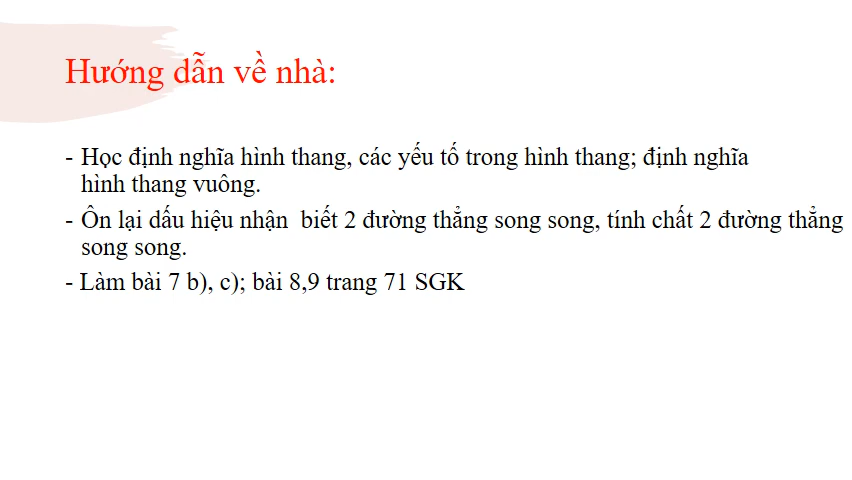 Hướng dẫn về nhà:
- Học định nghĩa hình thang, các yếu tố trong hình thang; định nghĩa
hình thang vuông.
- Ôn lại dấu hiệu nhận  biết 2 đường thẳng song song, tính chất 2 đường thẳng
song song.
- Làm bài 7 b), c); bài 8,9 trang 71 SGK